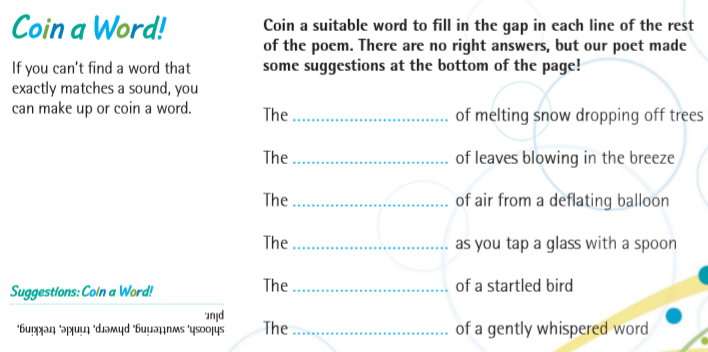 Coin a Word!
If you can't find a word that
exactly matches a sound, you
can make up or coin a word.
Coin a suitable word to fill in the gap in each line of the rest
of the poem. There are no right answers, but our poet made
some suggestions at the bottom of the page!
The ............................... of melting snow dropping off trees
The ............................... of leaves blowing in the breeze
The ............................... of air from a deflating balloon
The ............................... as you tap a glass with a spoon
The ............................... of a startled bird
The ............................... of a gently whispered word
Suggestions: Coin a Word!
shloosh, swuttering, phwerp, trinkle,
plur.